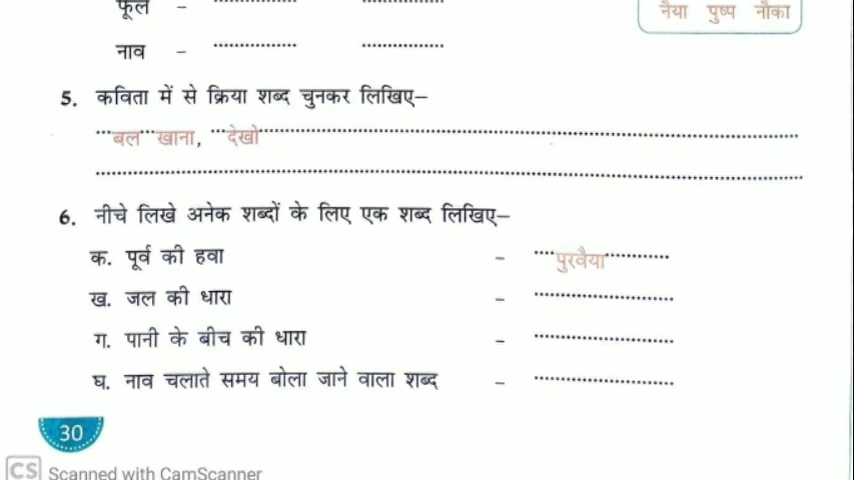 फूल - ........ ........
नैया पुष्प नौका
नाव - ........ ........
5. कविता में से क्रिया शब्द चुनकर लिखिए–
बल खाना, देखो
6. नीचे लिखे अनेक शब्दों के लिए एक शब्द लिखिए–
क. पूर्व की हवा - पुरवैया
ख. जल की धारा - ........
ग. पानी के बीच की धारा - ........
घ. नाव चलाते समय बोला जाने वाला शब्द - ........
30
CS Scanned with CamScanner